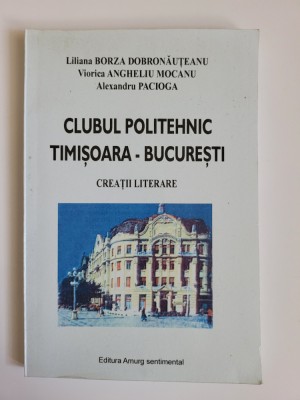 Liliana BORZA DOBRONĂUȚEANU
Viorica ANGHELIU MOCANU
Alexandru PACIOGA
CLUBUL POLITEHNIC
TIMIȘOARA - BUCUREȘTI
CREAȚII LITERARE
Editura Amurg sentimental